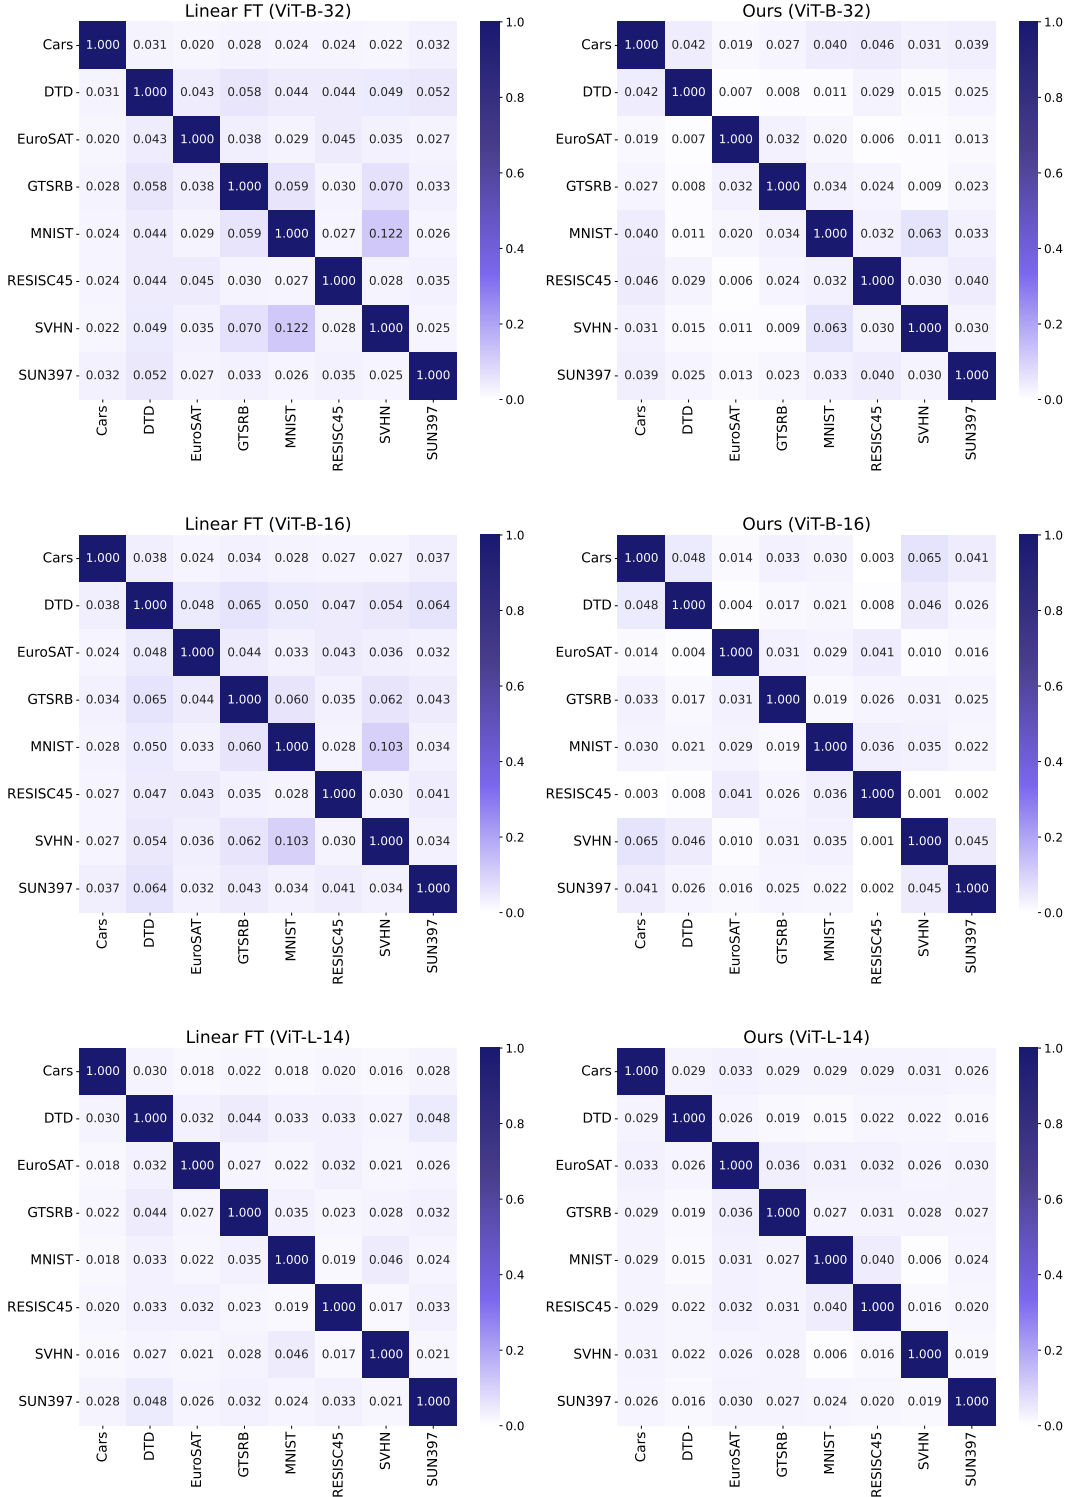 Linear FT (ViT-B-32)
Cars 1.000 0.031 0.020 0.028 0.024 0.024 0.022 0.032
DTD 0.031 1.000 0.043 0.058 0.044 0.044 0.049 0.052
EuroSAT 0.020 0.043 1.000 0.038 0.029 0.045 0.035 0.027
GTSRB 0.028 0.058 0.038 1.000 0.059 0.030 0.070 0.033
MNIST 0.024 0.044 0.029 0.059 1.000 0.027 0.122 0.026
RESISC45 0.024 0.044 0.045 0.030 0.027 1.000 0.028 0.035
SVHN 0.022 0.049 0.035 0.070 0.122 0.028 1.000 0.025
SUN397 0.032 0.052 0.027 0.033 0.026 0.035 0.025 1.000
Cars DTD EuroSAT GTSRB MNIST RESISC45 SVHN SUN397
1.0
0.8
0.6
0.4
0.2
0.0
Ours (ViT-B-32)
Cars 1.000 0.042 0.019 0.027 0.040 0.046 0.031 0.039
DTD 0.042 1.000 0.007 0.008 0.011 0.029 0.015 0.025
EuroSAT 0.019 0.007 1.000 0.032 0.020 0.006 0.011 0.013
GTSRB 0.027 0.008 0.032 1.000 0.034 0.024 0.009 0.023
MNIST 0.040 0.011 0.020 0.034 1.000 0.032 0.063 0.033
RESISC45 0.046 0.029 0.006 0.024 0.032 1.000 0.030 0.040
SVHN 0.031 0.015 0.011 0.009 0.063 0.030 1.000 0.030
SUN397 0.039 0.025 0.013 0.023 0.033 0.040 0.030 1.000
Cars DTD EuroSAT GTSRB MNIST RESISC45 SVHN SUN397
1.0
0.8
0.6
0.4
0.2
0.0
Linear FT (ViT-B-16)
Cars 1.000 0.038 0.024 0.034 0.028 0.027 0.027 0.037
DTD 0.038 1.000 0.048 0.065 0.050 0.047 0.054 0.064
EuroSAT 0.024 0.048 1.000 0.044 0.033 0.043 0.036 0.032
GTSRB 0.034 0.065 0.044 1.000 0.060 0.035 0.062 0.043
MNIST 0.028 0.050 0.033 0.060 1.000 0.028 0.103 0.034
RESISC45 0.027 0.047 0.043 0.035 0.028 1.000 0.030 0.041
SVHN 0.027 0.054 0.036 0.062 0.103 0.030 1.000 0.034
SUN397 0.037 0.064 0.032 0.043 0.034 0.041 0.034 1.000
Cars DTD EuroSAT GTSRB MNIST RESISC45 SVHN SUN397
1.0
0.8
0.6
0.4
0.2
0.0
Ours (ViT-B-16)
Cars 1.000 0.048 0.014 0.033 0.030 0.003 0.065 0.041
DTD 0.048 1.000 0.004 0.017 0.021 0.008 0.046 0.026
EuroSAT 0.014 0.004 1.000 0.031 0.029 0.041 0.010 0.016
GTSRB 0.033 0.017 0.031 1.000 0.019 0.026 0.031 0.025
MNIST 0.030 0.021 0.029 0.019 1.000 0.036 0.035 0.022
RESISC45 0.003 0.008 0.041 0.026 0.036 1.000 0.001 0.002
SVHN 0.065 0.046 0.010 0.031 0.035 0.001 1.000 0.045
SUN397 0.041 0.026 0.016 0.025 0.022 0.002 0.045 1.000
Cars DTD EuroSAT GTSRB MNIST RESISC45 SVHN SUN397
1.0
0.8
0.6
0.4
0.2
0.0
Linear FT (ViT-L-14)
Cars 1.000 0.030 0.018 0.022 0.018 0.020 0.016 0.028
DTD 0.030 1.000 0.032 0.044 0.033 0.033 0.027 0.048
EuroSAT 0.018 0.032 1.000 0.027 0.022 0.032 0.021 0.026
GTSRB 0.022 0.044 0.027 1.000 0.035 0.023 0.028 0.032
MNIST 0.018 0.033 0.022 0.035 1.000 0.019 0.046 0.024
RESISC45 0.020 0.033 0.032 0.023 0.019 1.000 0.017 0.033
SVHN 0.016 0.027 0.021 0.028 0.046 0.017 1.000 0.021
SUN397 0.028 0.048 0.026 0.032 0.024 0.033 0.021 1.000
Cars DTD EuroSAT GTSRB MNIST RESISC45 SVHN SUN397
1.0
0.8
0.6
0.4
0.2
0.0
Ours (ViT-L-14)
Cars 1.000 0.029 0.033 0.029 0.029 0.029 0.031 0.026
DTD 0.029 1.000 0.026 0.019 0.015 0.022 0.022 0.016
EuroSAT 0.033 0.026 1.000 0.036 0.031 0.032 0.026 0.030
GTSRB 0.029 0.019 0.036 1.000 0.027 0.031 0.028 0.027
MNIST 0.029 0.015 0.031 0.027 1.000 0.040 0.006 0.024
RESISC45 0.029 0.022 0.032 0.031 0.040 1.000 0.016 0.020
SVHN 0.031 0.022 0.026 0.028 0.006 0.016 1.000 0.019
SUN397 0.026 0.016 0.030 0.027 0.024 0.020 0.019 1.000
Cars DTD EuroSAT GTSRB MNIST RESISC45 SVHN SUN397
1.0
0.8
0.6
0.4
0.2
0.0